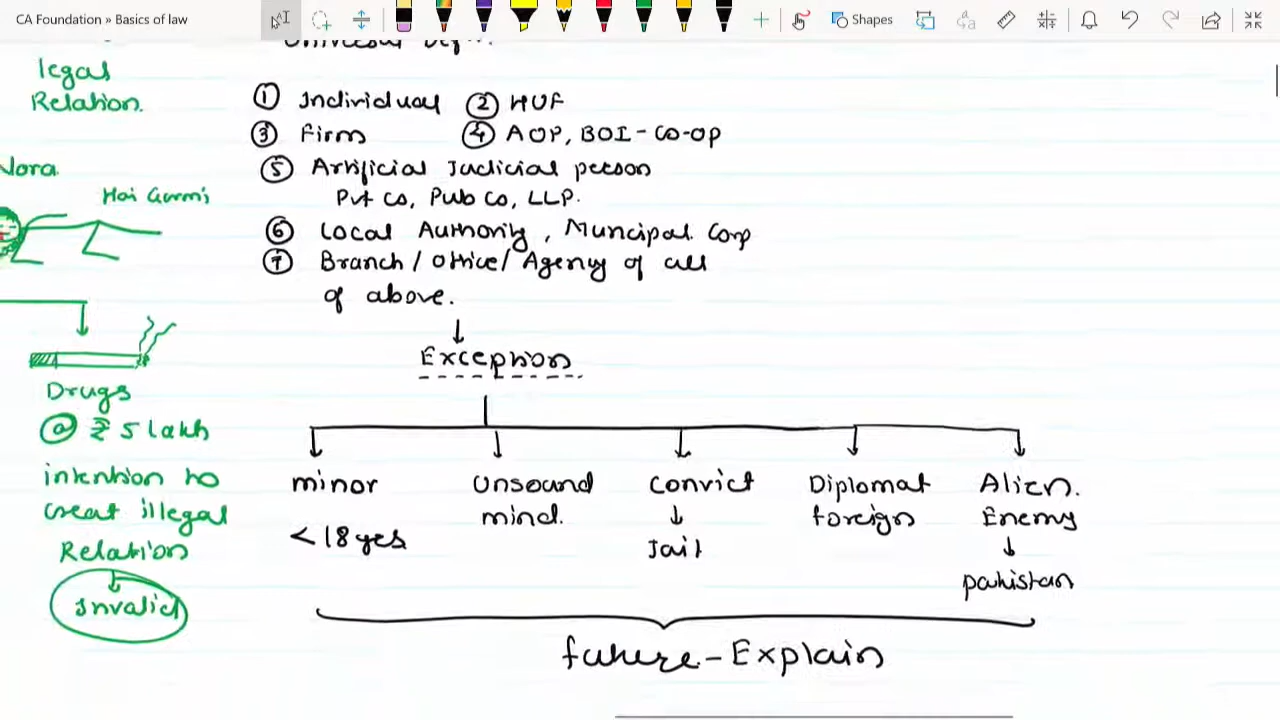 CA Foundation » Basics of law
Shapes
legal
Relation.
① Individual ② HUF
③ Firm ④ AOP, BOI - Co-op
⑤ Artificial Judicial person
Pvt Co, Pub Co, LLP.
⑥ Local Authority, Muncipal. Corp
⑦ Branch / Office / Agency of all
of above.
Exception
minor
< 18 yes
Unsound
mind.
Convict
Jail
Diplomat
foreign
Alien.
Enemy
Pakistan
future - Explain
Nora
Hai Garmi
Drugs
@ ₹ 5 lakh
intention to
creat illegal
Relation
Invalid